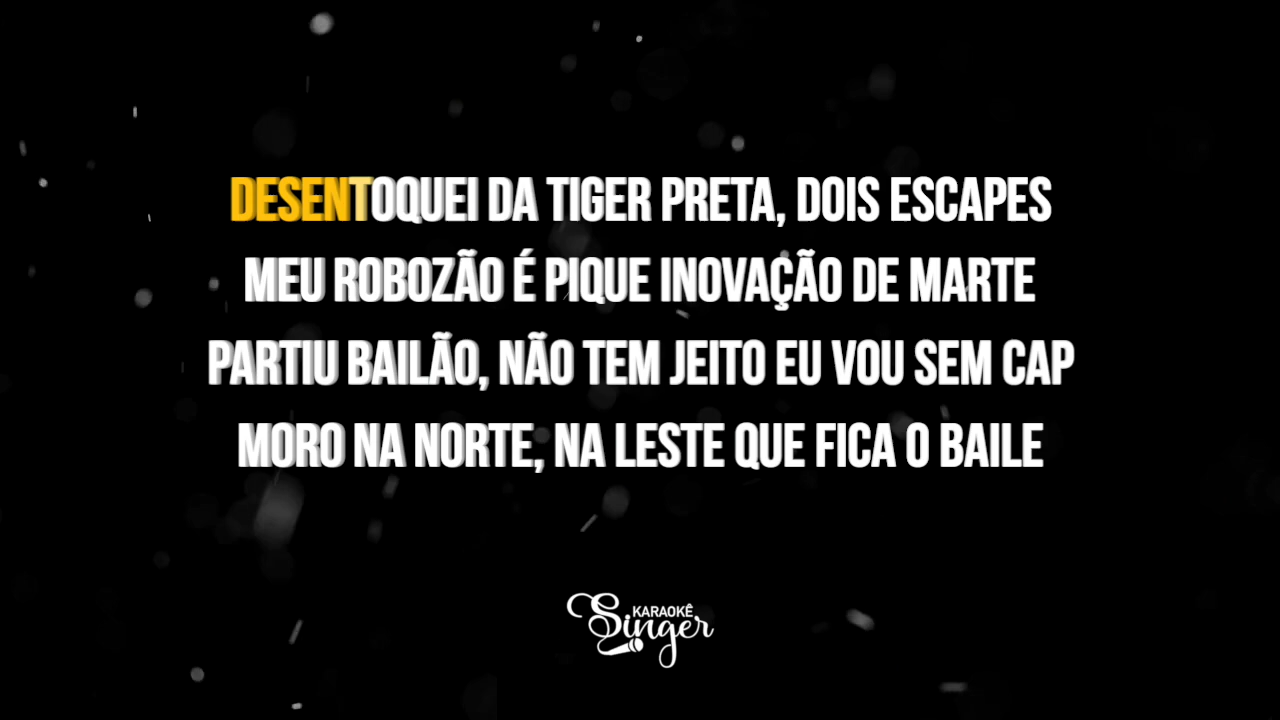 DESENTOQUEI DA TIGER PRETA, DOIS ESCAPES
MEU ROBOZÃO É PIQUE INOVAÇÃO DE MARTE
PARTIU BAILÃO, NÃO TEM JEITO EU VOU SEM CAP
MORO NA NORTE, NA LESTE QUE FICA O BAILE
KARAOKÊ
Singer